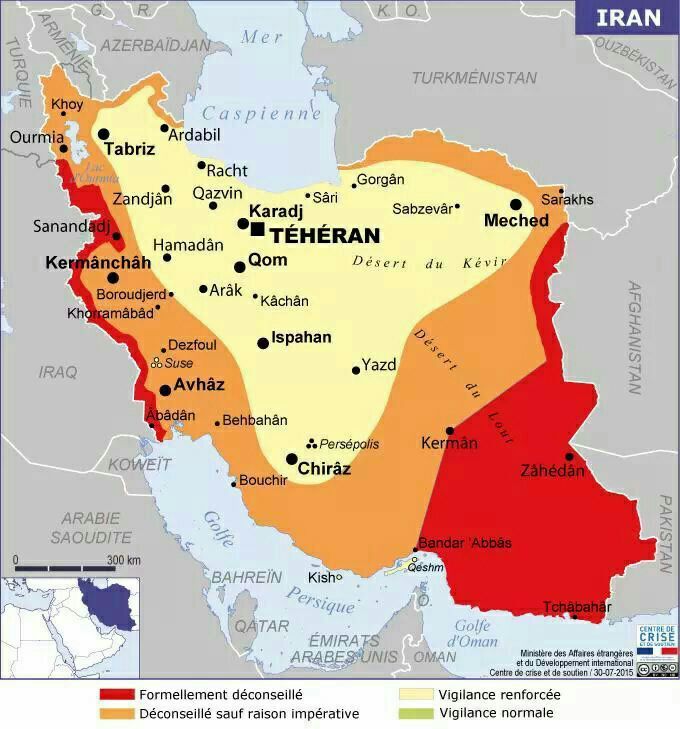 IRAN
G.
R.
K.
O.
ARMÉNIE
AZERBAÏDJAN
Mer
Caspienne
TURQUIE
TURKMÉNISTAN
OUZBÉKISTAN
Khoy
Ourmia
Tabriz
Ardabil
Lac
d'Ourmia
Racht
Zandjân
Qazvin
Gorgân
Sâri
Sabzevâr
Meched
Sarakhs
Karadj
TÉHÉRAN
Sanandadj
Hamadân
Kermânchâh
Qom
Désert du Kévir
Boroudjerd
Arâk
Kâchân
Khorramâbâd
AFGHANISTAN
Dezfoul
Suse
Ispahan
IRAQ
Yazd
Désert du Lout
Avhâz
Âbâdân
Behbahân
Persépolis
Kermân
KOWEÏT
Chirâz
Zâhédân
Bouchir
ARABIE
SAOUDITE
Golfe
Persique
PAKISTAN
300 km
0
Bandar 'Abbâs
Qeshm
Kish
BAHREÏN
O.
Tchâbahâr
QATAR
ÉMIRATS
ARABES UNIS
OMAN
Golfe
d'Oman
CENTRE DE
CRISE
ET DE SOUTIEN
Ministère des Affaires étrangères
et du Développement international
Centre de crise et de soutien / 30-07-2015
Formellement déconseillé
Vigilance renforcée
Déconseillé sauf raison impérative
Vigilance normale